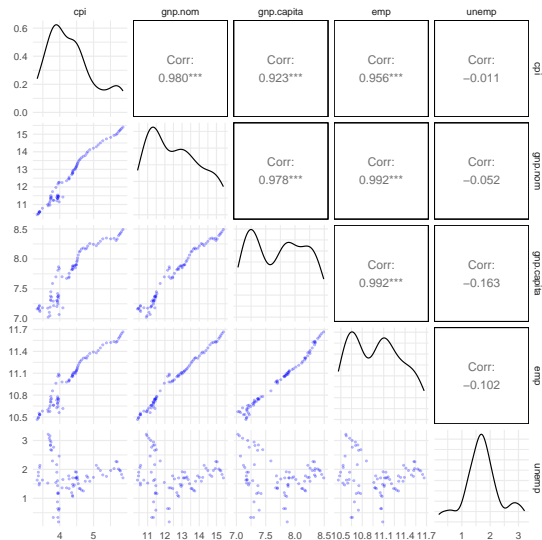 cpi gnp.nom gnp.capita emp unemp
0.6
0.4
0.2
0.0
Corr:
0.980***
Corr:
0.923***
Corr:
0.956***
Corr:
−0.011
cpi
15
14
13
12
11
Corr:
0.978***
Corr:
0.992***
Corr:
−0.052
gnp.nom
8.5
8.0
7.5
7.0
Corr:
0.992***
Corr:
−0.163
gnp.capita
11.7
11.4
11.1
10.8
10.5
Corr:
−0.102
emp
3
2
1
unemp
4 5 11 12 13 14 15 7.0 7.5 8.0 8.5 10.5 10.8 11.1 11.4 11.7 0 1 2 3